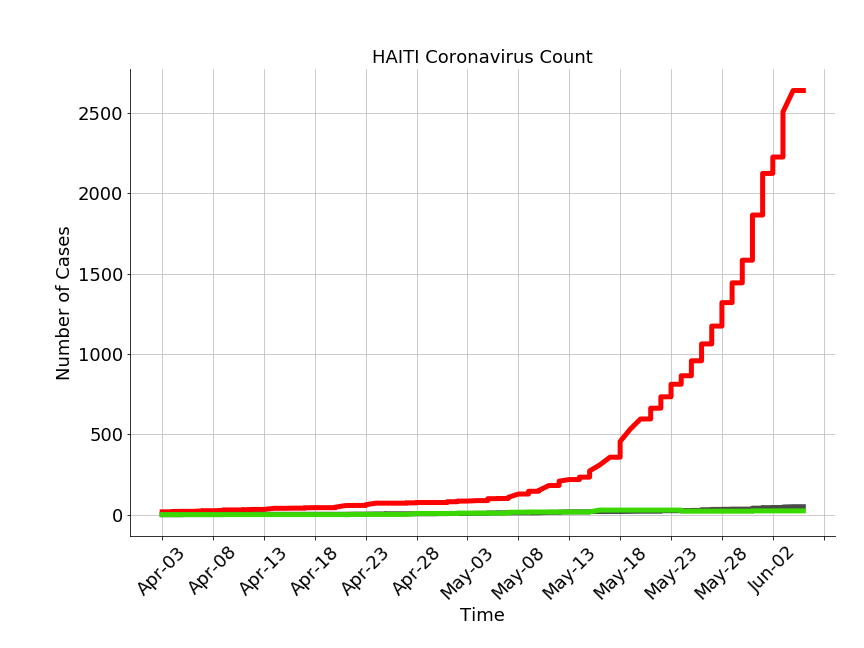 HAITI Coronavirus Count
Number of Cases
2500
2000
1500
1000
500
0
Apr-03
Apr-08
Apr-13
Apr-18
Apr-23
Apr-28
May-03
May-08
May-13
May-18
May-23
May-28
Jun-02
Time